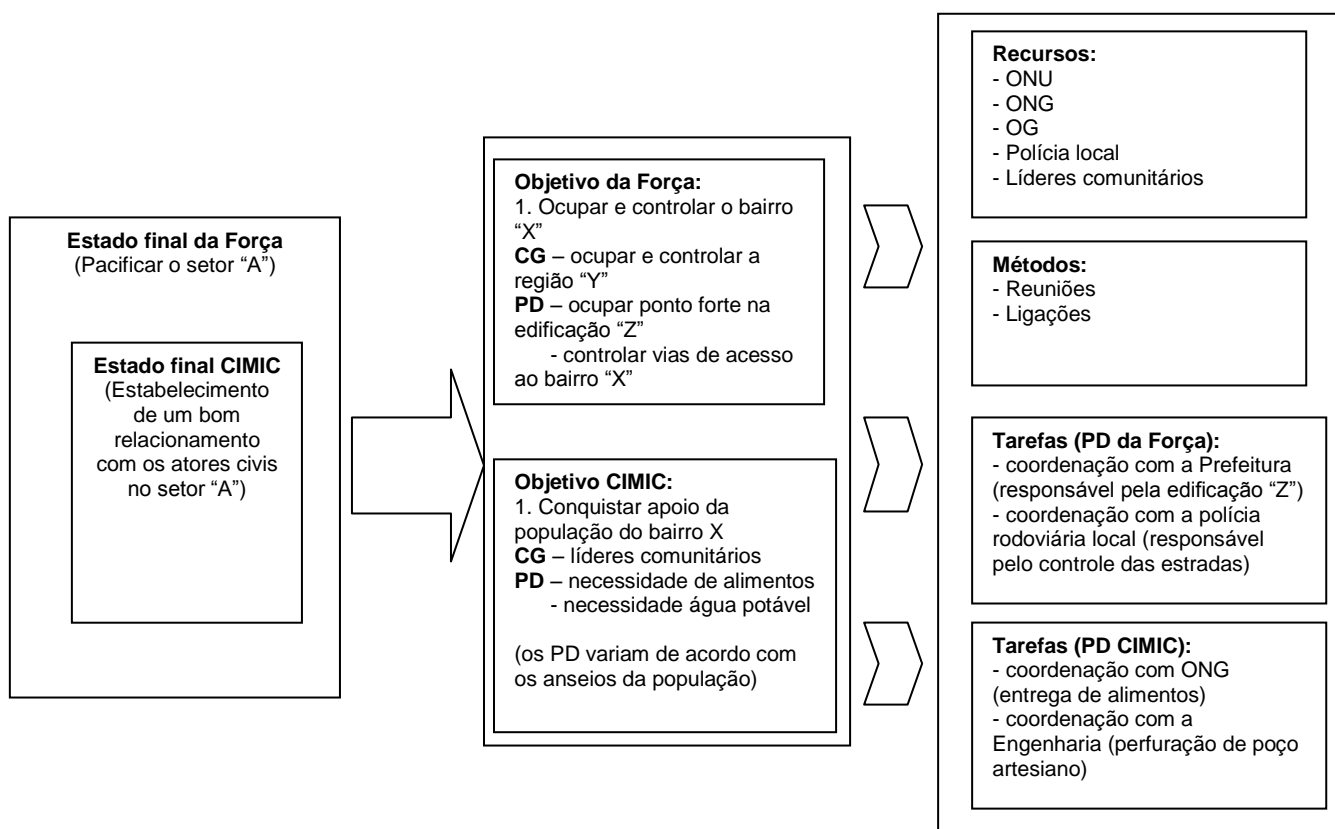 Estado final da Força
(Pacificar o setor “A”)
Estado final CIMIC
(Estabelecimento
de um bom
relacionamento
com os atores civis
no setor “A”)
Objetivo da Força:
1. Ocupar e controlar o bairro
“X”
CG – ocupar e controlar a
região “Y”
PD – ocupar ponto forte na
edificação “Z”
- controlar vias de acesso
ao bairro “X”
Objetivo CIMIC:
1. Conquistar apoio da
população do bairro X
CG – líderes comunitários
PD – necessidade de alimentos
- necessidade água potável
(os PD variam de acordo com
os anseios da população)
Recursos:
- ONU
- ONG
- OG
- Polícia local
- Líderes comunitários
Métodos:
- Reuniões
- Ligações
Tarefas (PD da Força):
- coordenação com a Prefeitura
(responsável pela edificação “Z”)
- coordenação com a polícia
rodoviária local (responsável
pelo controle das estradas)
Tarefas (PD CIMIC):
- coordenação com ONG
(entrega de alimentos)
- coordenação com a
Engenharia (perfuração de poço
artesiano)